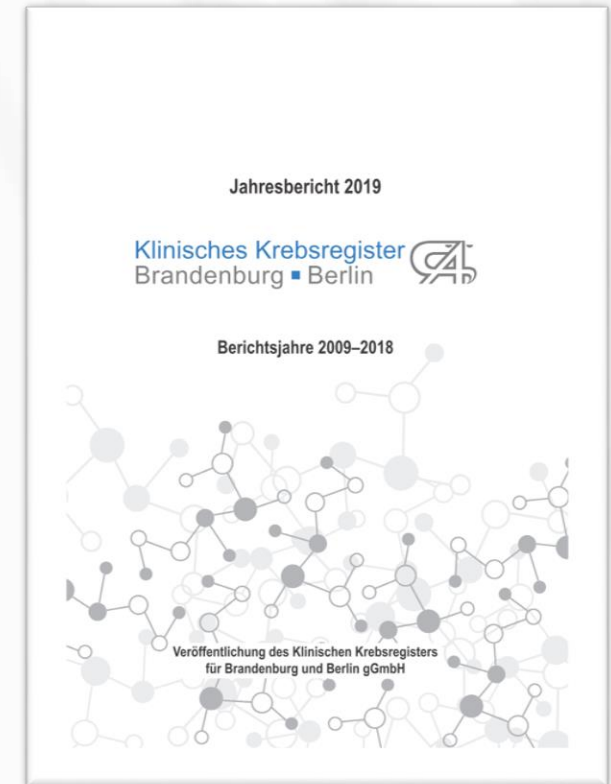 Jahresbericht 2019
Klinisches Krebsregister
Brandenburg ▪ Berlin
Berichtsjahre 2009–2018
Veröffentlichung des Klinischen Krebsregisters
für Brandenburg und Berlin gGmbH